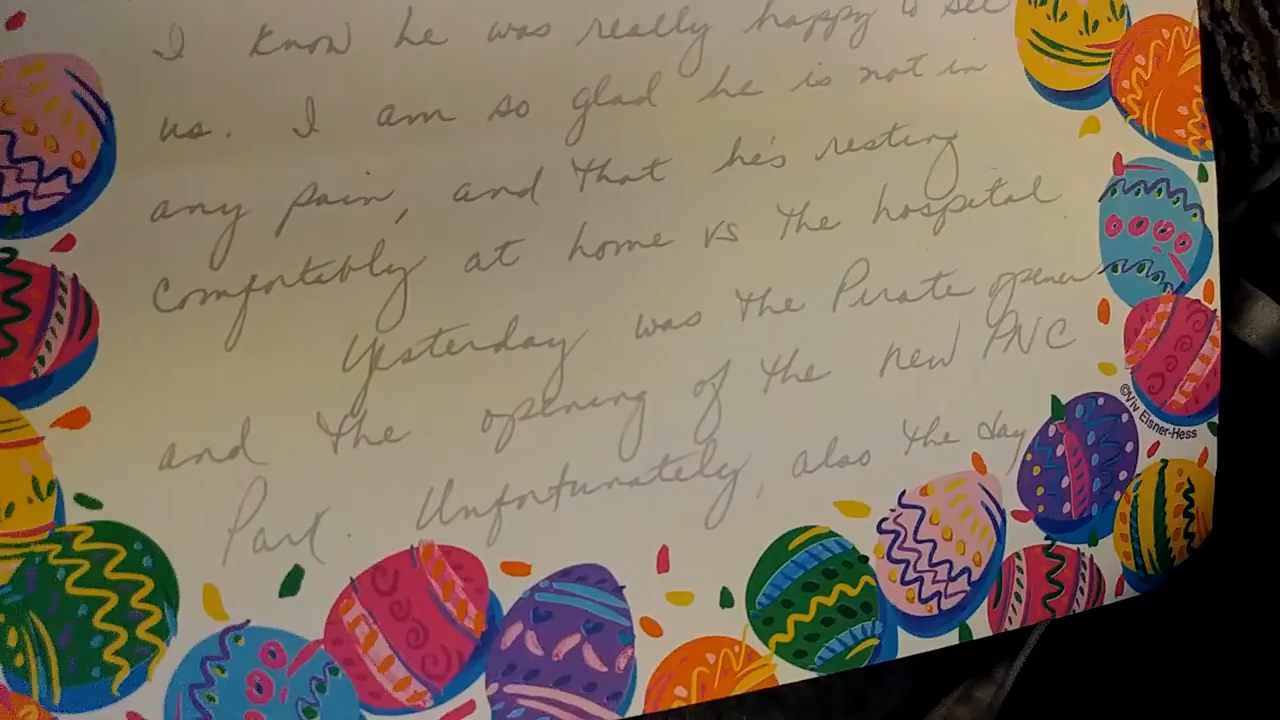 I know he was really happy to see
us. I am so glad he is not in
any pain, and that he's resting
comfortably at home vs the hospital
Yesterday was the Pirate opener
and the opening of the new PNC
Park. Unfortunately, also the day
©Viv Eisner-Hess